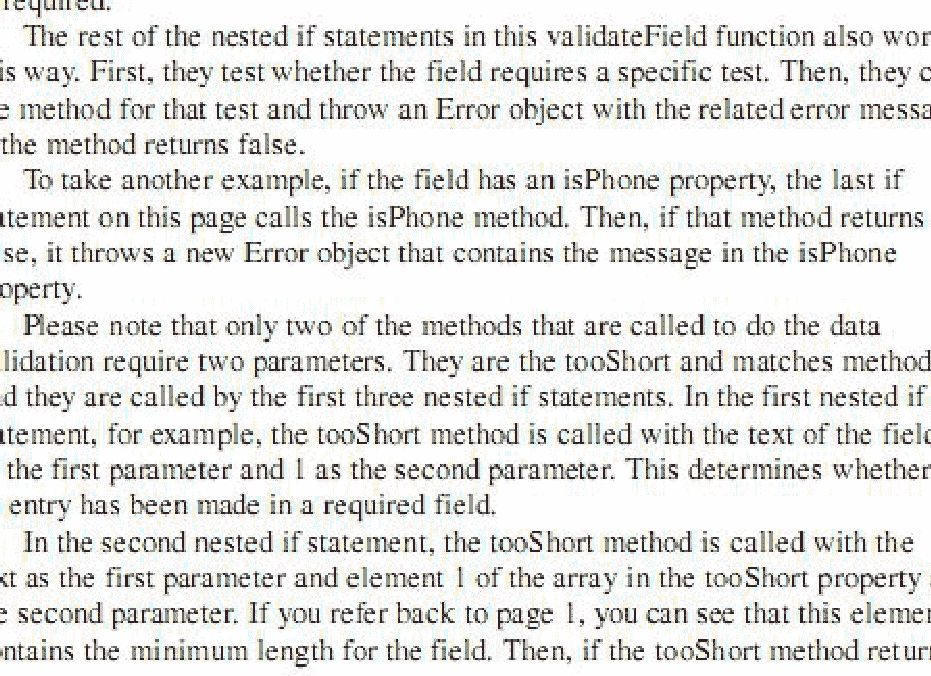 required.
The rest of the nested if statements in this validateField function also wor
is way. First, they test whether the field requires a specific test. Then, they c
e method for that test and throw an Error object with the related error messa
the method returns false.
To take another example, if the field has an isPhone property, the last if
atement on this page calls the isPhone method. Then, if that method returns
se, it throws a new Error object that contains the message in the isPhone
operty.
Please note that only two of the methods that are called to do the data
lidation require two parameters. They are the tooShort and matches method
d they are called by the first three nested if statements. In the first nested if
atement, for example, the tooShort method is called with the text of the field
the first parameter and 1 as the second parameter. This determines whether
entry has been made in a required field.
In the second nested if statement, the tooShort method is called with the
xt as the first parameter and element 1 of the array in the tooShort property
e second parameter. If you refer back to page 1, you can see that this elemen
ontains the minimum length for the field. Then, if the tooShort method return